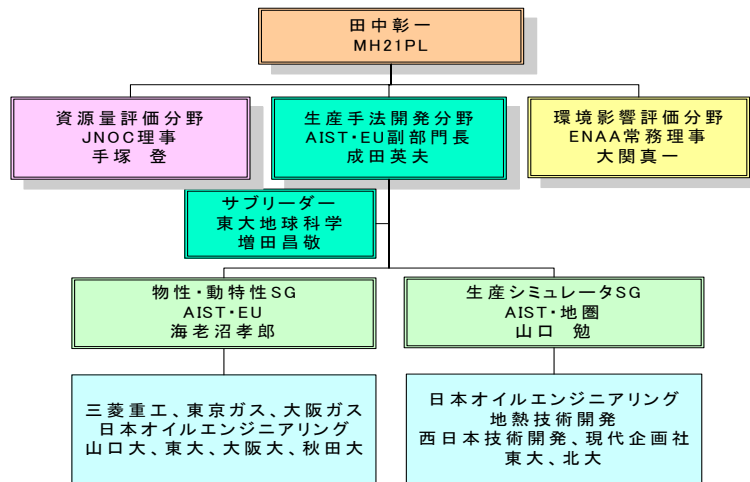 田中彰一
MH21PL
資源量評価分野
JNOC理事
手塚 登
生産手法開発分野
AIST・EU副部門長
成田英夫
環境影響評価分野
ENAA常務理事
大関真一
サブリーダー
東大地球科学
増田昌敬
物性・動特性SG
AIST・EU
海老沼孝郎
生産シミュレータSG
AIST・地圏
山口 勉
三菱重工、東京ガス、大阪ガス
日本オイルエンジニアリング
山口大、東大、大阪大、秋田大
日本オイルエンジニアリング
地熱技術開発
西日本技術開発、現代企画社
東大、北大